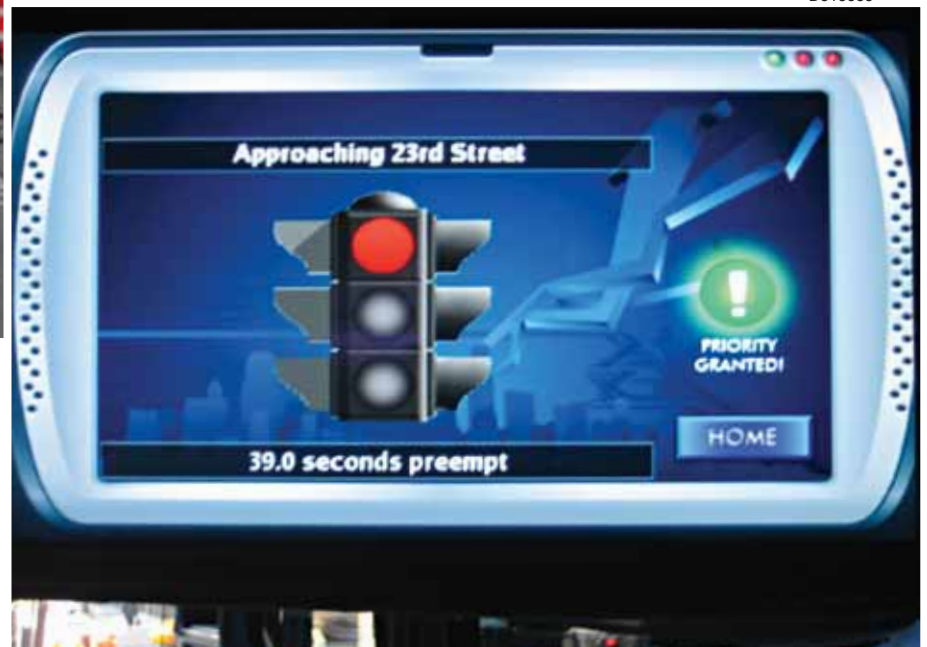 Approaching 23rd Street
PRIORITY
GRANTED!
HOME
39.0 seconds preempt